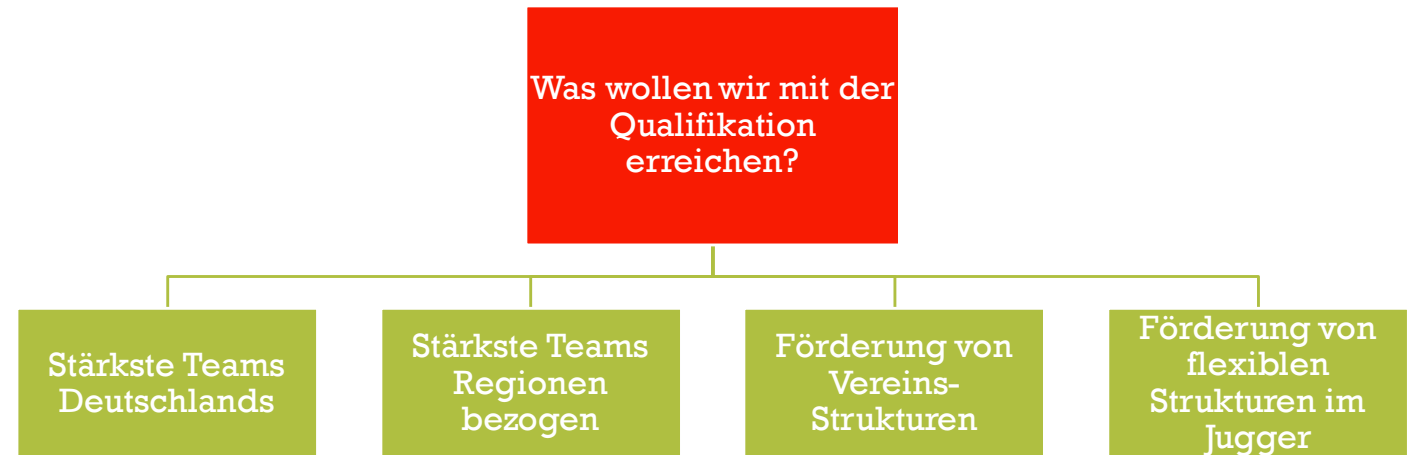 Was wollen wir mit der
Qualifikation
erreichen?
Stärkste Teams
Deutschlands
Stärkste Teams
Regionen
bezogen
Förderung von
Vereins-
Strukturen
Förderung von
flexiblen
Strukturen im
Jugger